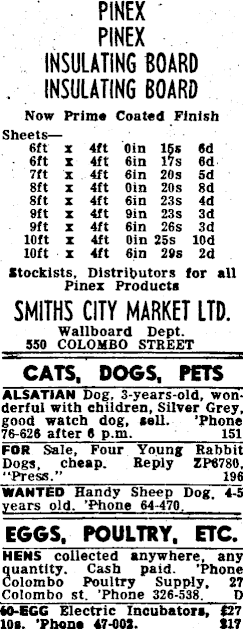 PINEX
PINEX
INSULATING BOARD
INSULATING BOARD
Now Prime Coated Finish
Sheets—
6ft x 4ft 0in 15s 6d
6ft x 4ft 6in 17s 6d
7ft x 4ft 6in 20s 5d
8ft x 4ft 0in 20s 8d
8ft x 4ft 6in 23s 4d
9ft x 4ft 9in 23s 3d
9ft x 4ft 6in 26s 3d
10ft x 4ft 0in 25s 10d
10ft x 4ft 6in 29s 2d
Stockists, Distributors for all
Pinex Products
SMITHS CITY MARKET LTD.
Wallboard Dept.
550 COLOMBO STREET
CATS, DOGS, PETS
ALSATIAN Dog, 3-years-old, won-
derful with children, Silver Grey,
good watch dog, sell. 'Phone
76-626 after 6 p.m. 151
FOR Sale, Four Young Rabbit
Dogs, cheap. Reply ZP6780,
"Press." 196
WANTED Handy Sheep Dog, 4-5
years old. 'Phone 64-470.
EGGS, POULTRY, ETC.
HENS collected anywhere, any
quantity. Cash paid. 'Phone
Colombo Poultry Supply, 27
Colombo st. 'Phone 326-538. D
60-EGG Electric Incubators, £27
10s. 'Phone 47-002. 817